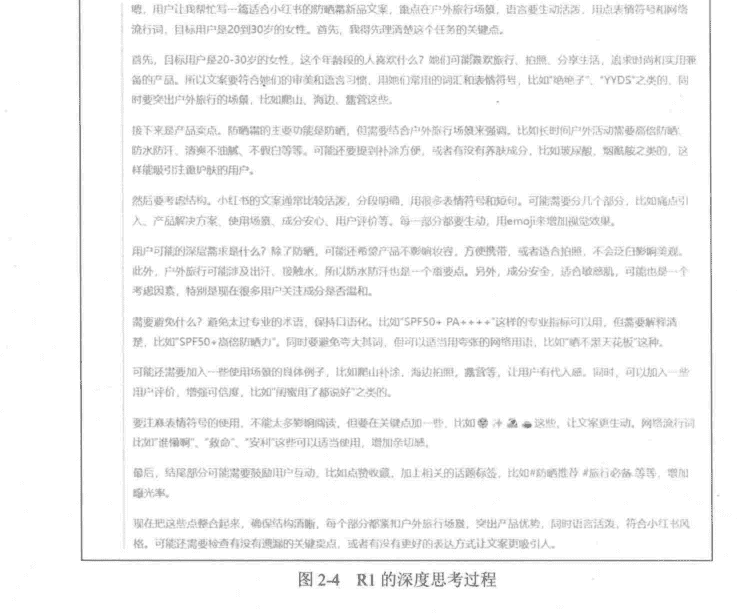 嗯，用户让我帮忙写一篇适合小红书的防晒霜新品文案，重点在户外旅行场景，语言要生动活泼，用点表情符号和网络
流行词，目标用户是20到30岁的女性。首先，我得先理清楚这个任务的关键点。
首先，目标用户是20-30岁的女性，这个年龄段的人喜欢什么？她们可能喜欢旅行、拍照、分享生活，追求时尚和实用兼
备的产品。所以文案要符合她们的审美和语言习惯，用她们常用的词汇和表情符号，比如“绝绝子”、“YYDS”之类的，同
时要突出户外旅行的场景，比如爬山、海边、露营这些。
接下来是产品卖点。防晒霜的主要功能是防晒，但需要结合户外旅行场景来强调。比如长时间户外活动需要高倍防晒、
防水防汗、清爽不油腻、不假白等等。可能还要提到补涂方便，或者有没有养肤成分，比如玻尿酸、烟酰胺之类的，这
样能吸引注重护肤的用户。
然后要考虑结构。小红书的文案通常比较活泼，分段明确，用很多表情符号和短句。可能需要分几个部分，比如痛点引
入、产品解决方案、使用场景、成分安心、用户评价等。每一部分都要生动，用emoji来增加视觉效果。
用户可能的深层需求是什么？除了防晒，可能还希望产品不影响妆容，方便携带，或者适合拍照，不会泛白影响美观。
此外，户外旅行可能涉及出汗、接触水，所以防水防汗也是一个重要点。另外，成分安全，适合敏感肌，可能也是一个
考虑因素，特别是现在很多用户关注成分是否温和。
需要避免什么？避免太过专业的术语，保持口语化。比如“SPF50+ PA++++”这样的专业指标可以用，但需要解释清
楚，比如“SPF50+高倍防晒力”。同时要避免夸大其词，但可以适当用夸张的网络用语，比如“晒不黑天花板”这种。
可能还需要加入一些使用场景的具体例子，比如爬山补涂、海边拍照、露营等，让用户有代入感。同时，可以加入一些
用户评价，增强可信度，比如“闺蜜用了都说好”之类的。
要注意表情符号的使用，不能太多影响阅读，但要在关键点加一些，比如 这些，让文案更生动。网络流行词
比如“谁懂啊”、“救命”、“安利”这些可以适当使用，增加亲切感。
最后，结尾部分可能需要鼓励用户互动，比如点赞收藏，加上相关的话题标签，比如#防晒推荐 #旅行必备 等等，增加
曝光率。
现在把这些点整合起来，确保结构清晰，每个部分都紧扣户外旅行场景，突出产品优势，同时语言活泼，符合小红书风
格。可能还需要检查有没有遗漏的关键卖点，或者有没有更好的表达方式让文案更吸引人。
图 2-4 R1 的深度思考过程